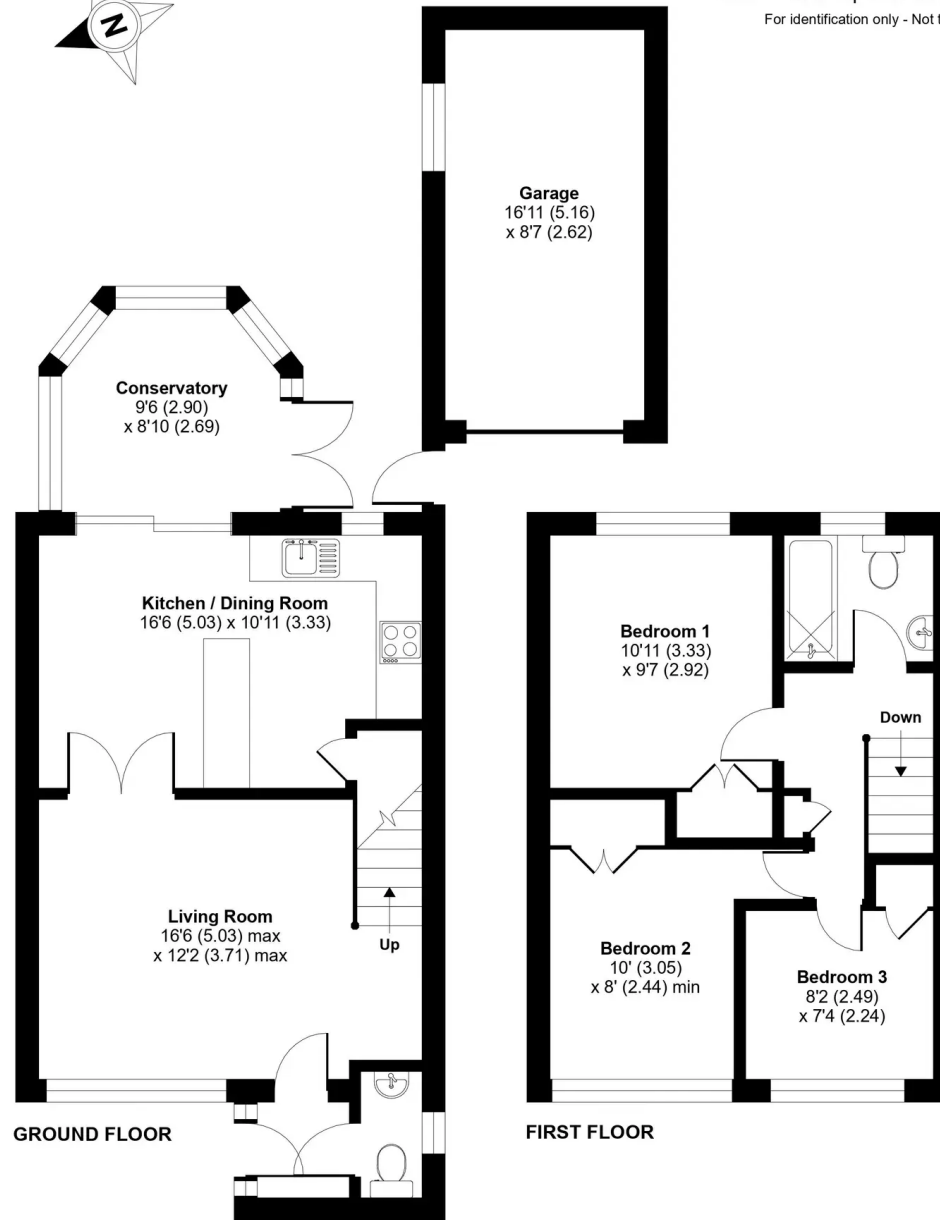 N
For identification only - Not t
Garage
16'11 (5.16)
x 8'7 (2.62)
Conservatory
9'6 (2.90)
x 8'10 (2.69)
Kitchen / Dining Room
16'6 (5.03) x 10'11 (3.33)
Bedroom 1
10'11 (3.33)
x 9'7 (2.92)
Down
Living Room
16'6 (5.03) max
x 12'2 (3.71) max
Up
Bedroom 2
10' (3.05)
x 8' (2.44) min
Bedroom 3
8'2 (2.49)
x 7'4 (2.24)
GROUND FLOOR
FIRST FLOOR